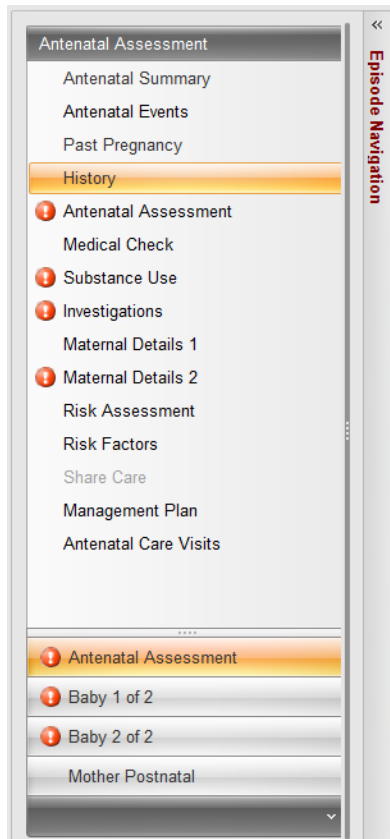 Antenatal Assessment
Antenatal Summary
Antenatal Events
Past Pregnancy
History
Antenatal Assessment
Medical Check
Substance Use
Investigations
Maternal Details 1
Maternal Details 2
Risk Assessment
Risk Factors
Share Care
Management Plan
Antenatal Care Visits
Antenatal Assessment
Baby 1 of 2
Baby 2 of 2
Mother Postnatal
Episode Navigation